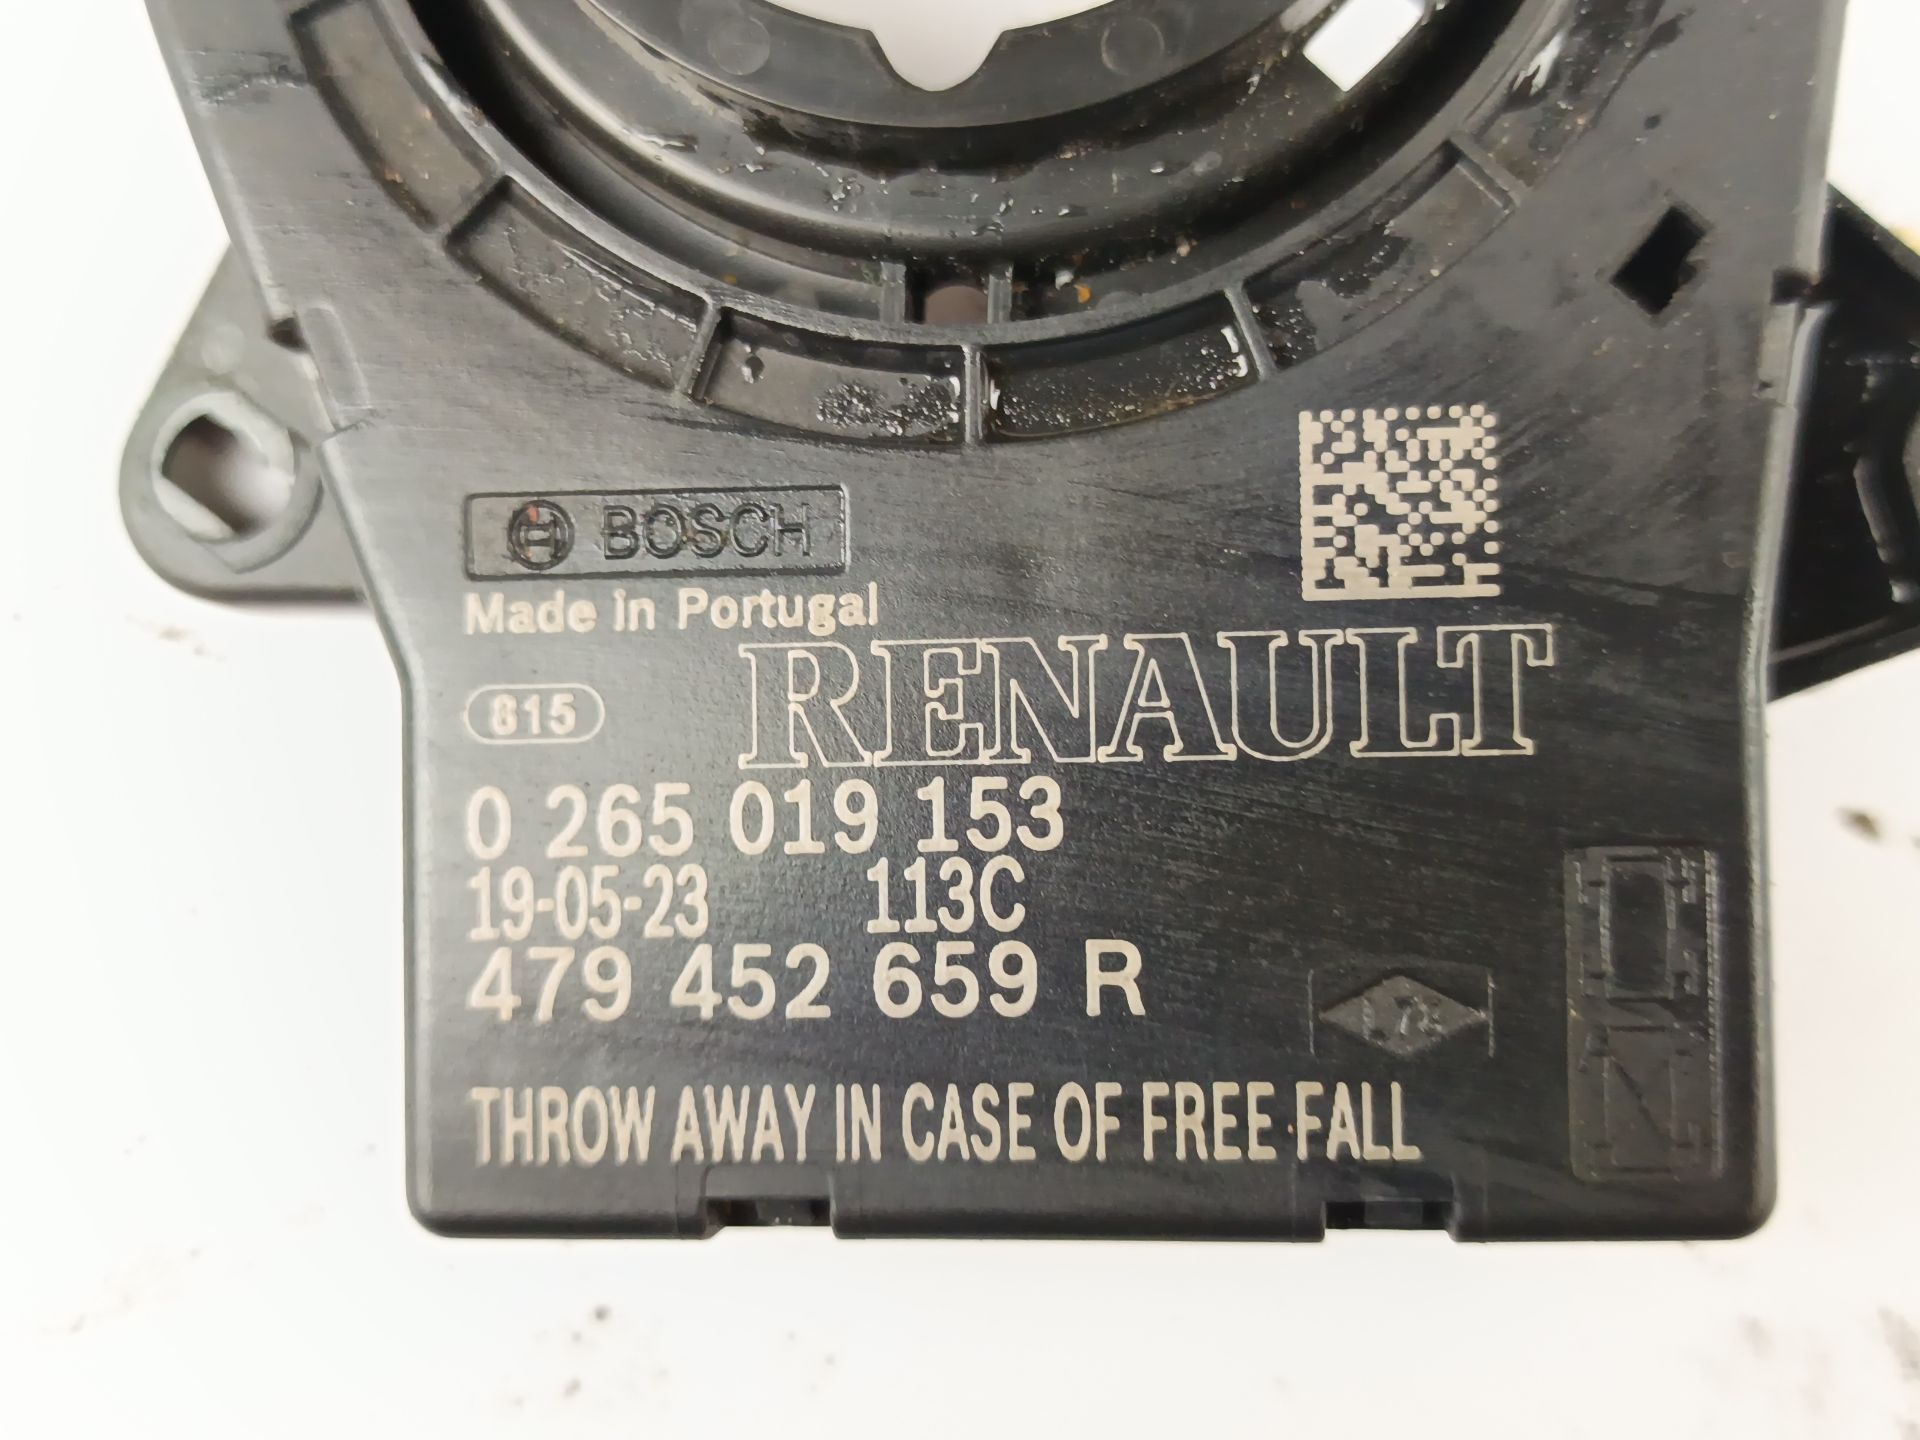 BOSCH
Made in Portugal
RENAULT
815
0 265 019 153
19-05-23 113C
479 452 659 R
THROW AWAY IN CASE OF FREE FALL